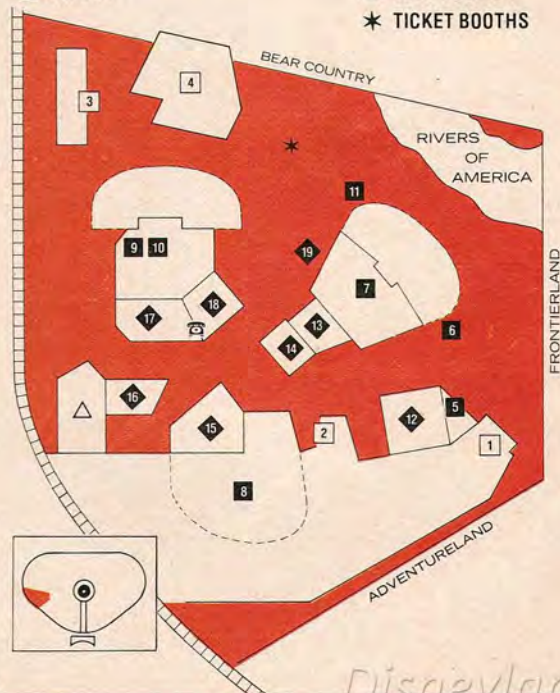 ✶ TICKET BOOTHS
BEAR COUNTRY
3
4
RIVERS
OF
AMERICA
11
9 10
19
7
18
17
13
6
14
FRONTIERLAND
16
15
2
12
5
1
8
ADVENTURELAND